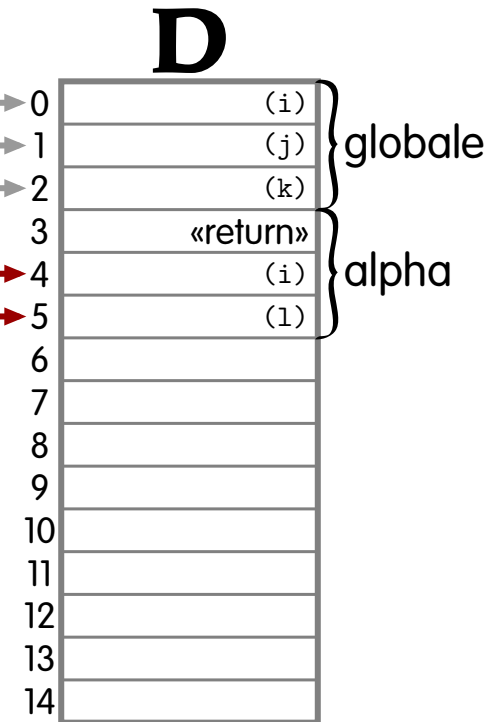 D
0 (i)
1 (j)
2 (k)
globale
3 «return»
4 (i)
5 (l)
alpha
6
7
8
9
10
11
12
13
14